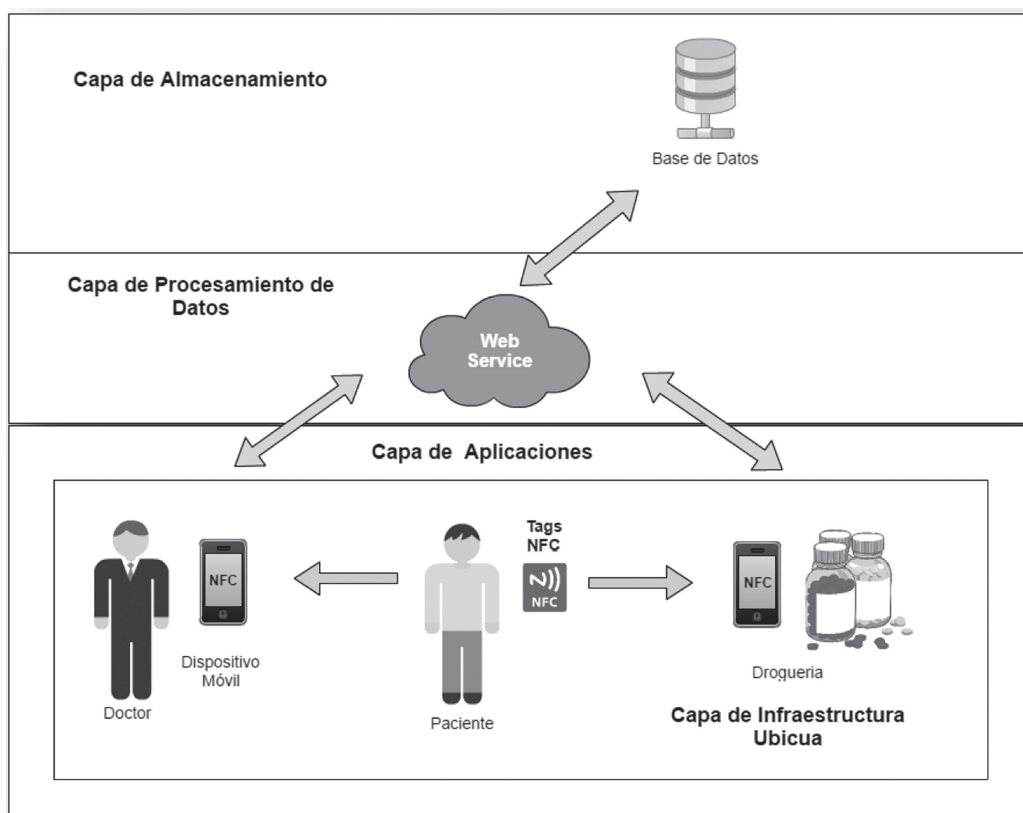 Capa de Almacenamiento
Base de Datos
Capa de Procesamiento de
Datos
Web
Service
Capa de Aplicaciones
Tags
NFC
NFC
NFC
NFC
Dispositivo
Móvil
Doctor
Paciente
Drogueria
Capa de Infraestructura
Ubicua